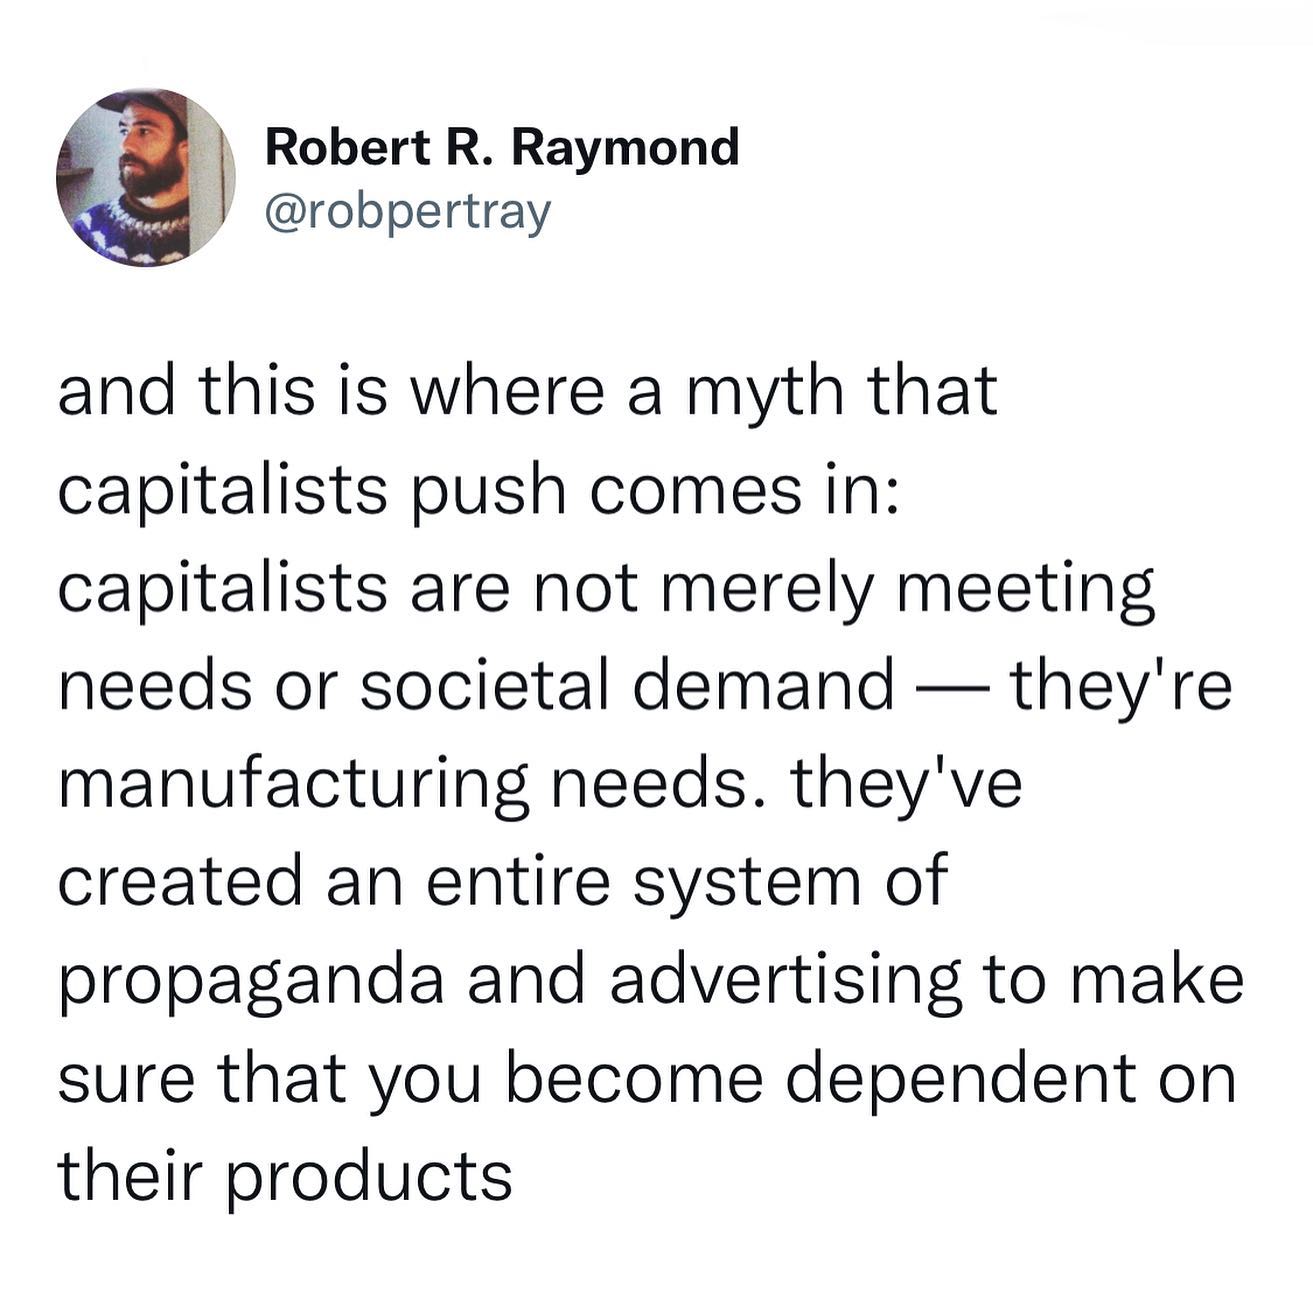 Robert R. Raymond
@robpertray
and this is where a myth that
capitalists push comes in:
capitalists are not merely meeting
needs or societal demand — they're
manufacturing needs. they've
created an entire system of
propaganda and advertising to make
sure that you become dependent on
their products